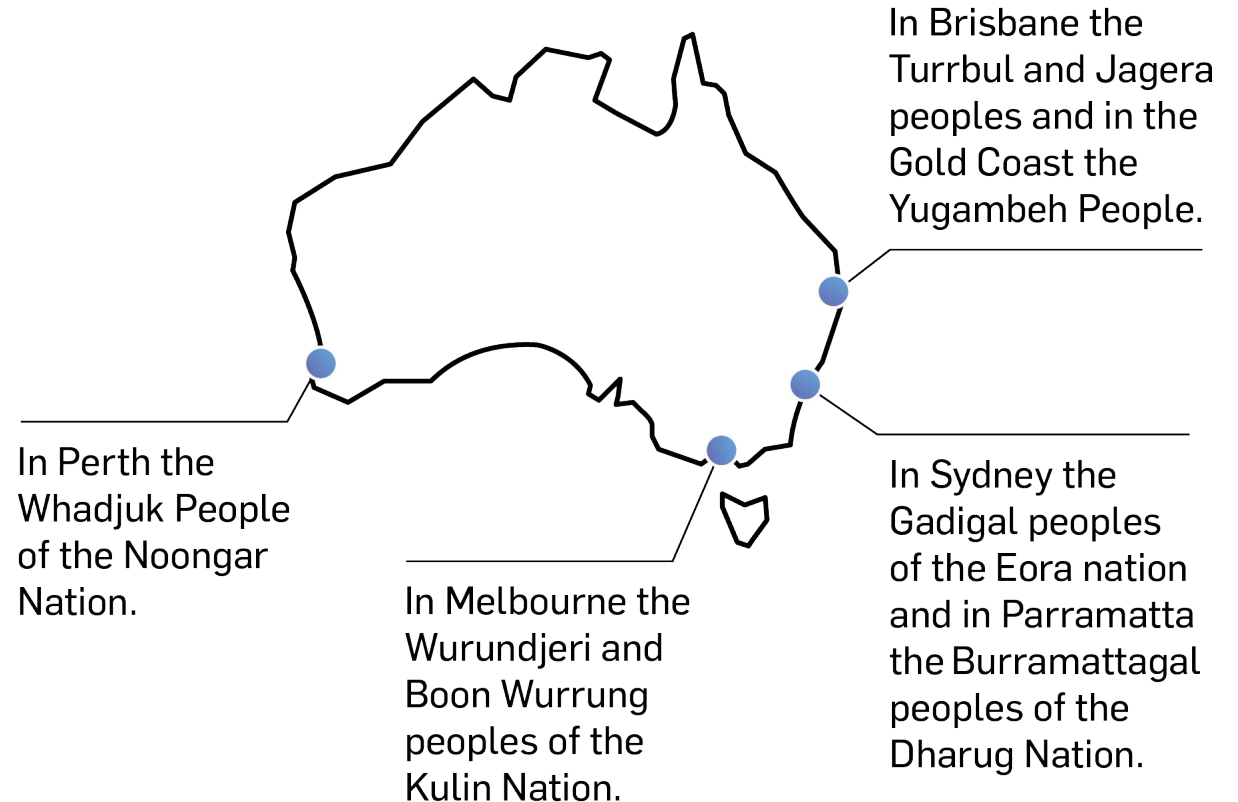 In Brisbane the
Turrbul and Jagera
peoples and in the
Gold Coast the
Yugambeh People.
In Perth the
Whadjuk People
of the Noongar
Nation.
In Melbourne the
Wurundjeri and
Boon Wurrung
peoples of the
Kulin Nation.
In Sydney the
Gadigal peoples
of the Eora nation
and in Parramatta
the Burramattagal
peoples of the
Dharug Nation.